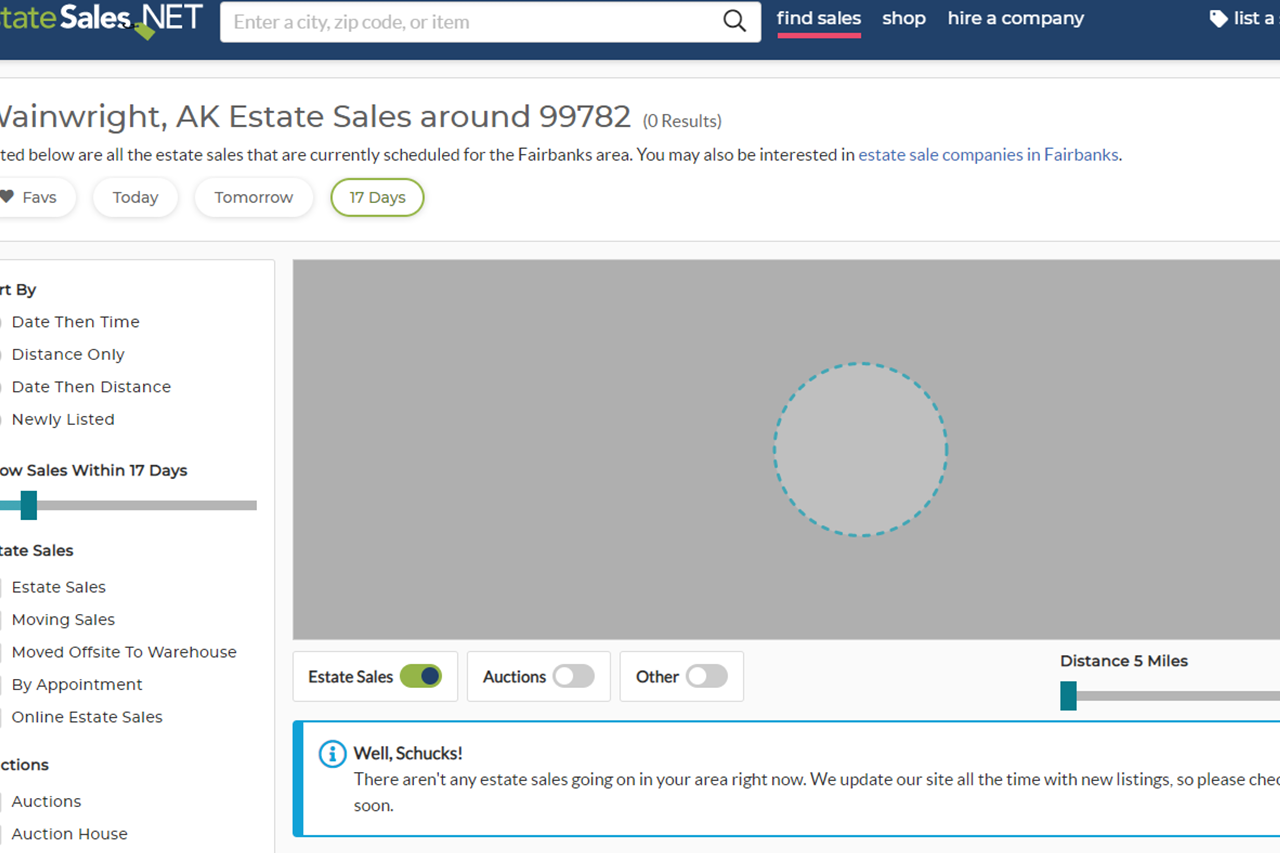 tateSales.NET
Enter a city, zip code, or item
find sales
shop
hire a company
list a
Wainwright, AK Estate Sales around 99782 (0 Results)
ted below are all the estate sales that are currently scheduled for the Fairbanks area. You may also be interested in estate sale companies in Fairbanks.
Favs
Today
Tomorrow
17 Days
rt By
Date Then Time
Distance Only
Date Then Distance
Newly Listed
ow Sales Within 17 Days
tate Sales
Estate Sales
Moving Sales
Moved Offsite To Warehouse
By Appointment
Online Estate Sales
ctions
Auctions
Auction House
Estate Sales
Auctions
Other
Distance 5 Miles
Well, Schucks!
There aren't any estate sales going on in your area right now. We update our site all the time with new listings, so please chec
soon.